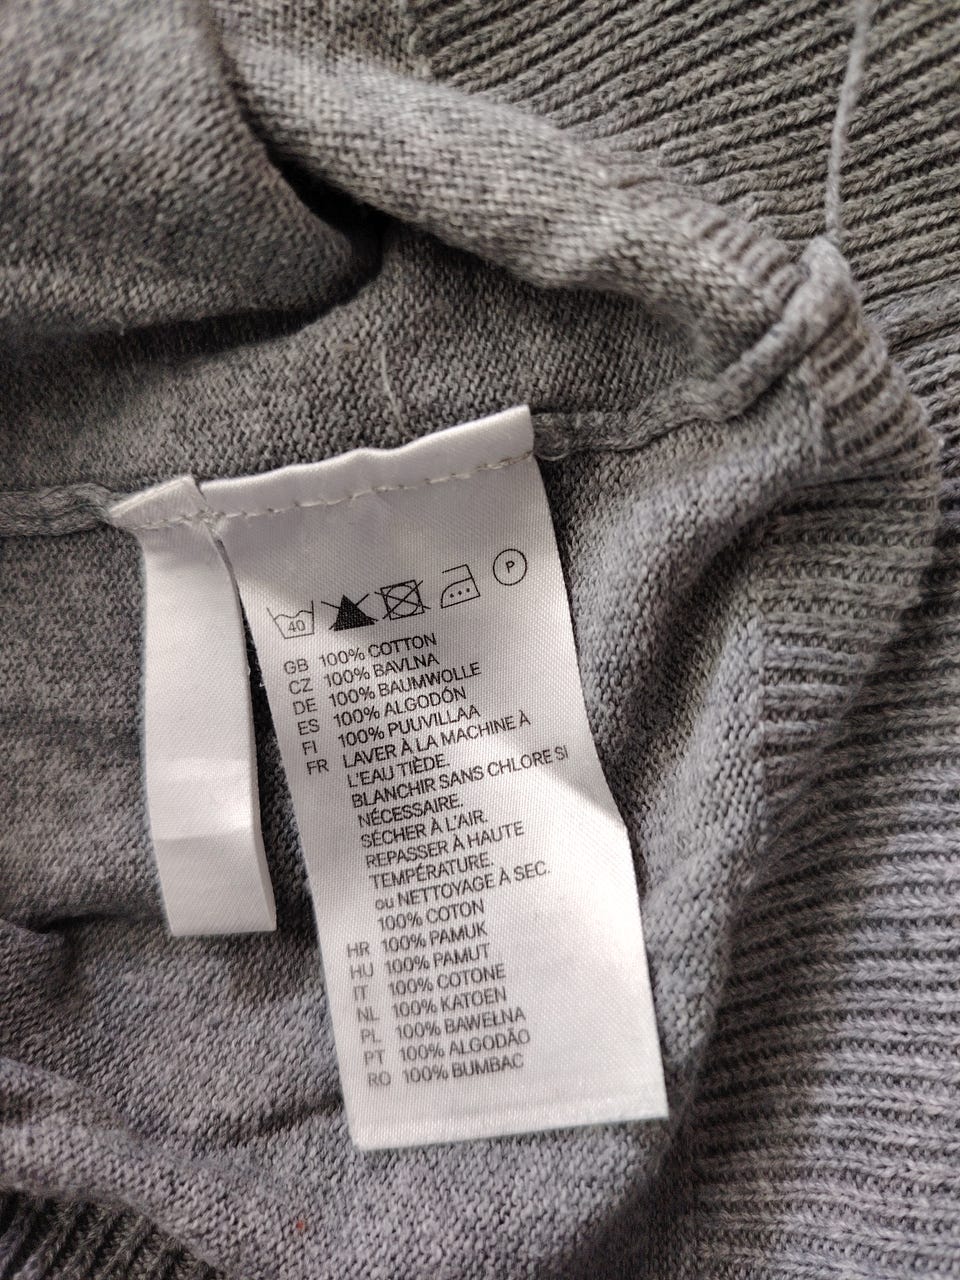 40 P
GB 100% COTTON
CZ 100% BAVLNA
DE 100% BAUMWOLLE
ES 100% ALGODÓN
FI 100% PUUVILLAA
FR LAVER À LA MACHINE À
L'EAU TIÈDE.
BLANCHIR SANS CHLORE SI
NÉCESSAIRE.
SÉCHER À L'AIR.
REPASSER À HAUTE
TEMPÉRATURE.
ou NETTOYAGE À SEC.
100% COTON
HR 100% PAMUK
HU 100% PAMUT
IT 100% COTONE
NL 100% KATOEN
PL 100% BAWEŁNA
PT 100% ALGODÃO
RO 100% BUMBAC